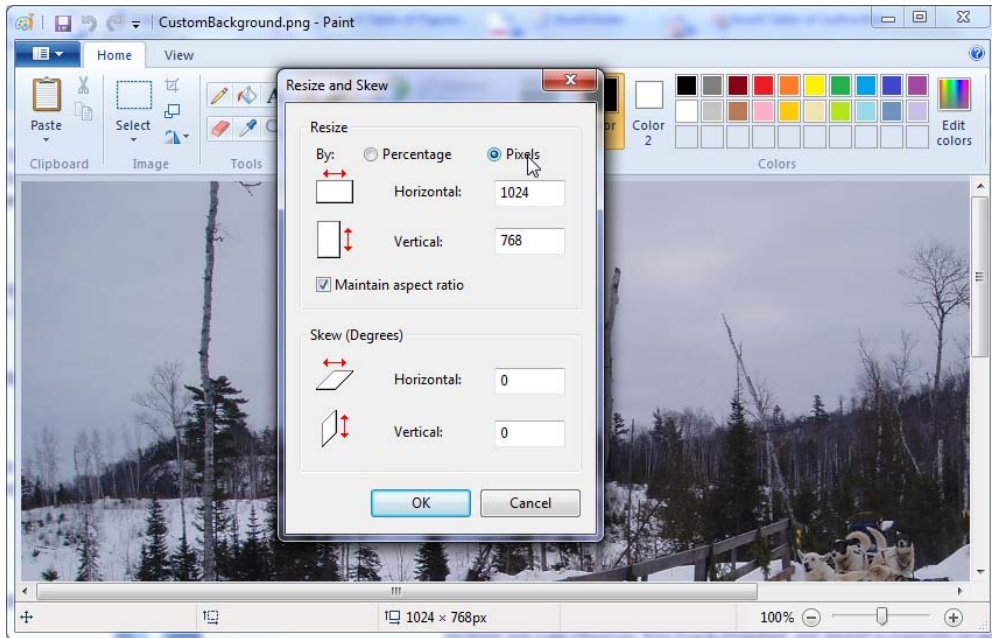 CustomBackground.png - Paint
Home View
Paste
Select
Clipboard
Image
Tools
A
Color
2
Edit
colors
Colors
Resize and Skew
Resize
By: Percentage Pixels
Horizontal: 1024
Vertical: 768
Maintain aspect ratio
Skew (Degrees)
Horizontal: 0
Vertical: 0
OK Cancel
1024 × 768px
100%